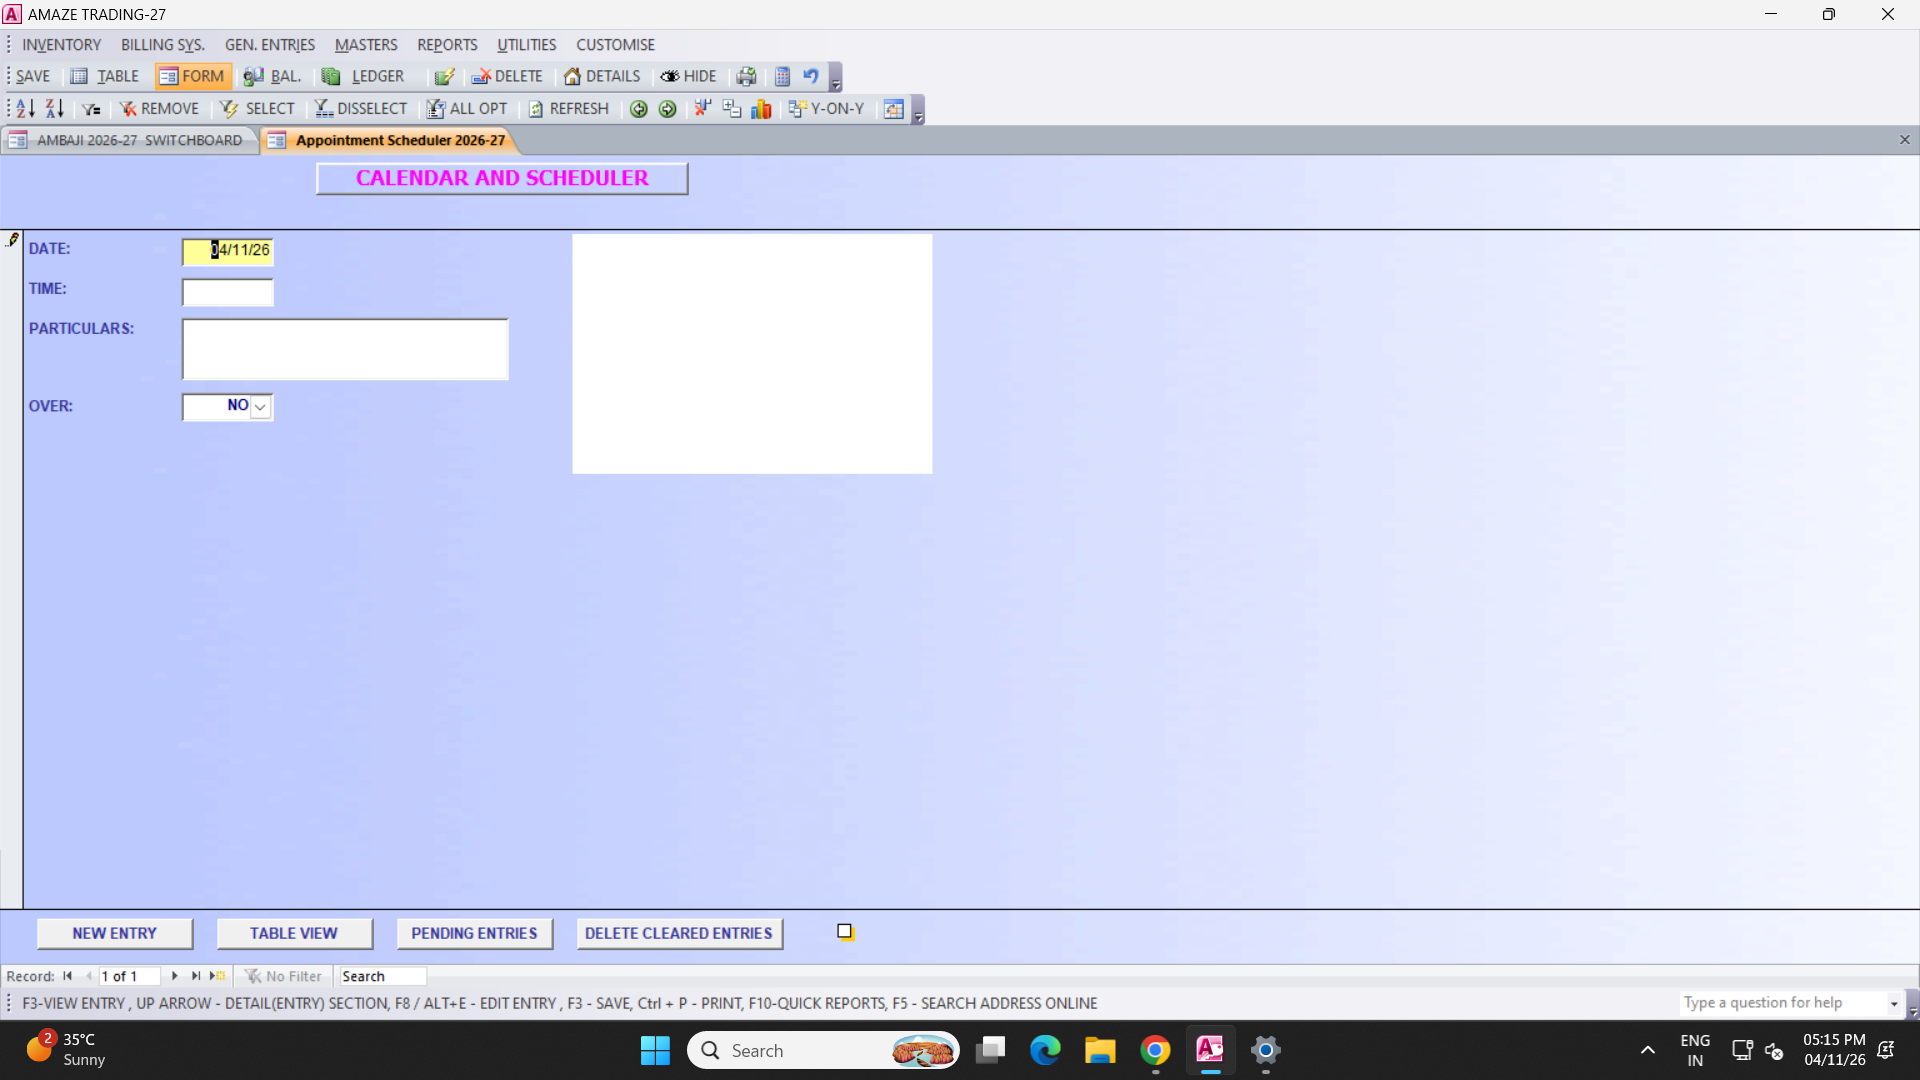 AMAZE TRADING-27
INVENTORY BILLING SYS. GEN. ENTRIES MASTERS REPORTS UTILITIES CUSTOMISE
SAVE TABLE FORM BAL. LEDGER DELETE DETAILS HIDE
REMOVE SELECT DISSELECT ALL OPT REFRESH Y-ON-Y
AMBAJI 2026-27 SWITCHBOARD Appointment Scheduler 2026-27
CALENDAR AND SCHEDULER
DATE: 04/11/26
TIME:
PARTICULARS:
OVER: NO
NEW ENTRY TABLE VIEW PENDING ENTRIES DELETE CLEARED ENTRIES
Record: 1 of 1 No Filter Search
F3-VIEW ENTRY , UP ARROW - DETAIL(ENTRY) SECTION, F8 / ALT+E - EDIT ENTRY , F3 - SAVE, Ctrl + P - PRINT, F10-QUICK REPORTS, F5 - SEARCH ADDRESS ONLINE Type a question for help
2 35°C
Sunny
Search
ENG
IN
05:15 PM
04/11/26